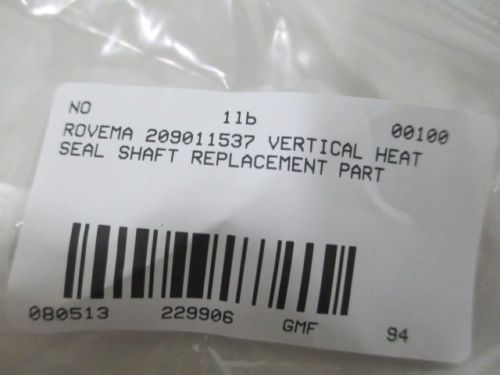 NO 1lb 00100
ROVEMA 209011537 VERTICAL HEAT
SEAL SHAFT REPLACEMENT PART
080513 229906 GMF 94